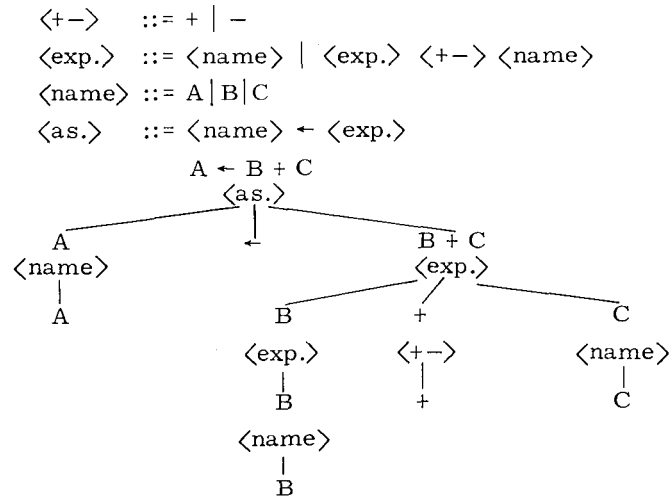 ⟨+−⟩ ::= + | −
⟨exp.⟩ ::= ⟨name⟩ | ⟨exp.⟩ ⟨+−⟩ ⟨name⟩
⟨name⟩ ::= A|B|C
⟨as.⟩ ::= ⟨name⟩ ← ⟨exp.⟩
A ← B + C
⟨as.⟩
A ← B + C
⟨name⟩ ⟨exp.⟩
A B + C
⟨exp.⟩ ⟨+−⟩ ⟨name⟩
B + C
⟨name⟩
B